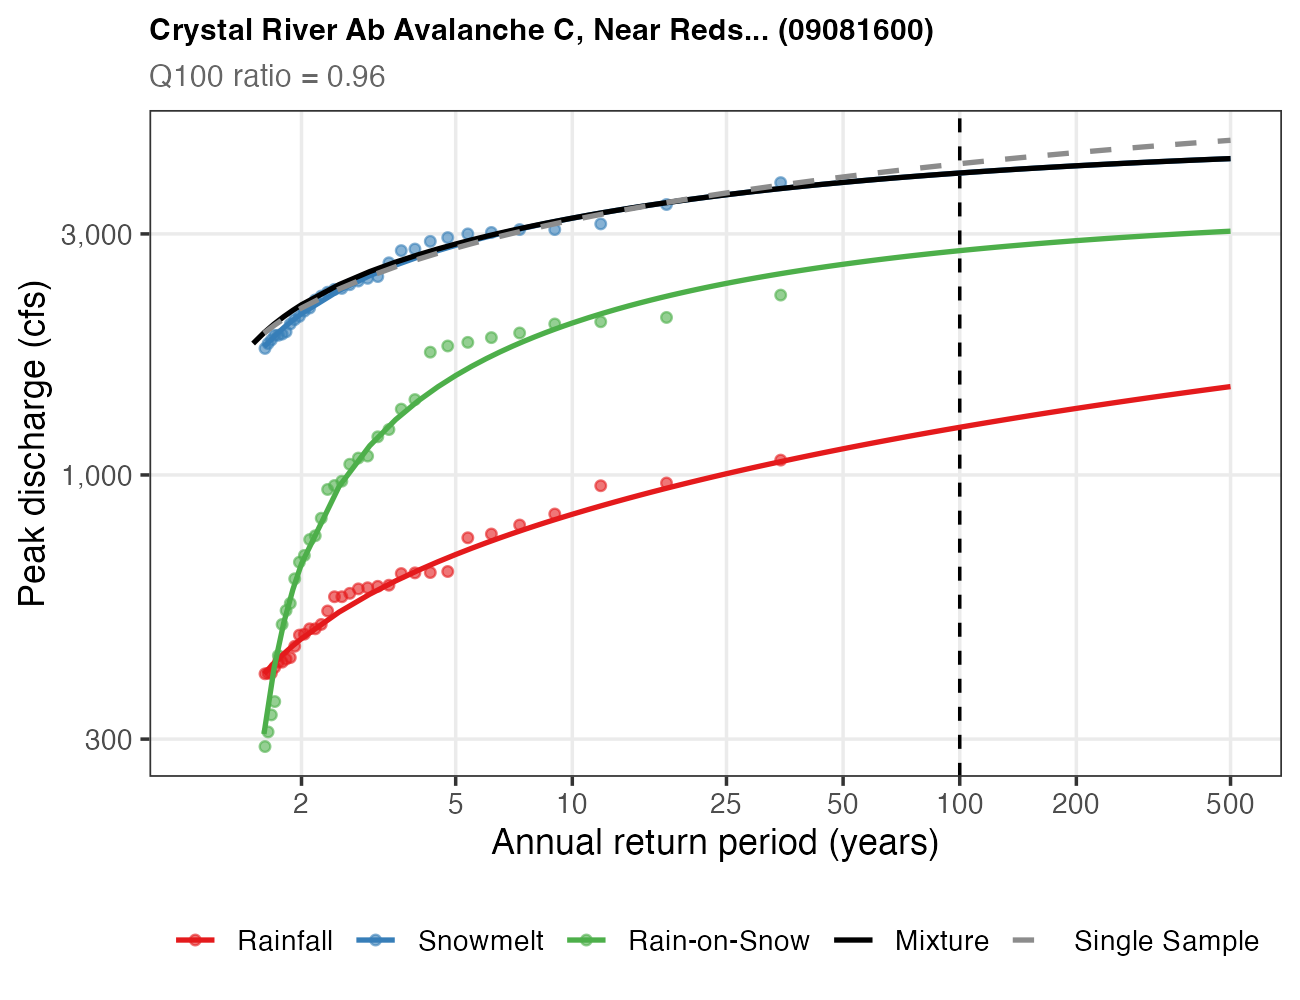 Crystal River Ab Avalanche C, Near Reds... (09081600)
Q100 ratio = 0.96
Peak discharge (cfs)
3,000
1,000
300
2 5 10 25 50 100 200 500
Annual return period (years)
Rainfall Snowmelt Rain-on-Snow Mixture Single Sample